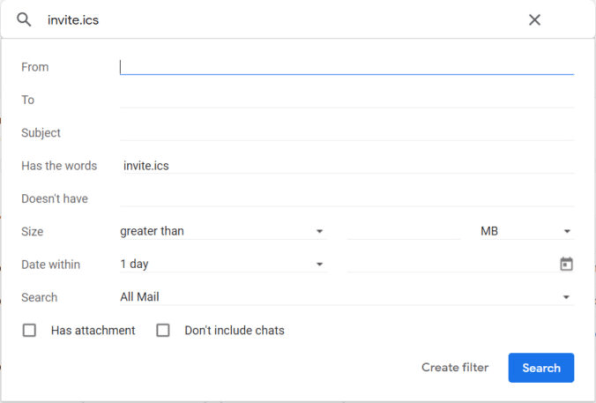 invite.ics
From
To
Subject
Has the words invite.ics
Doesn't have
Size greater than MB
Date within 1 day
Search All Mail
Has attachment Don't include chats
Create filter Search